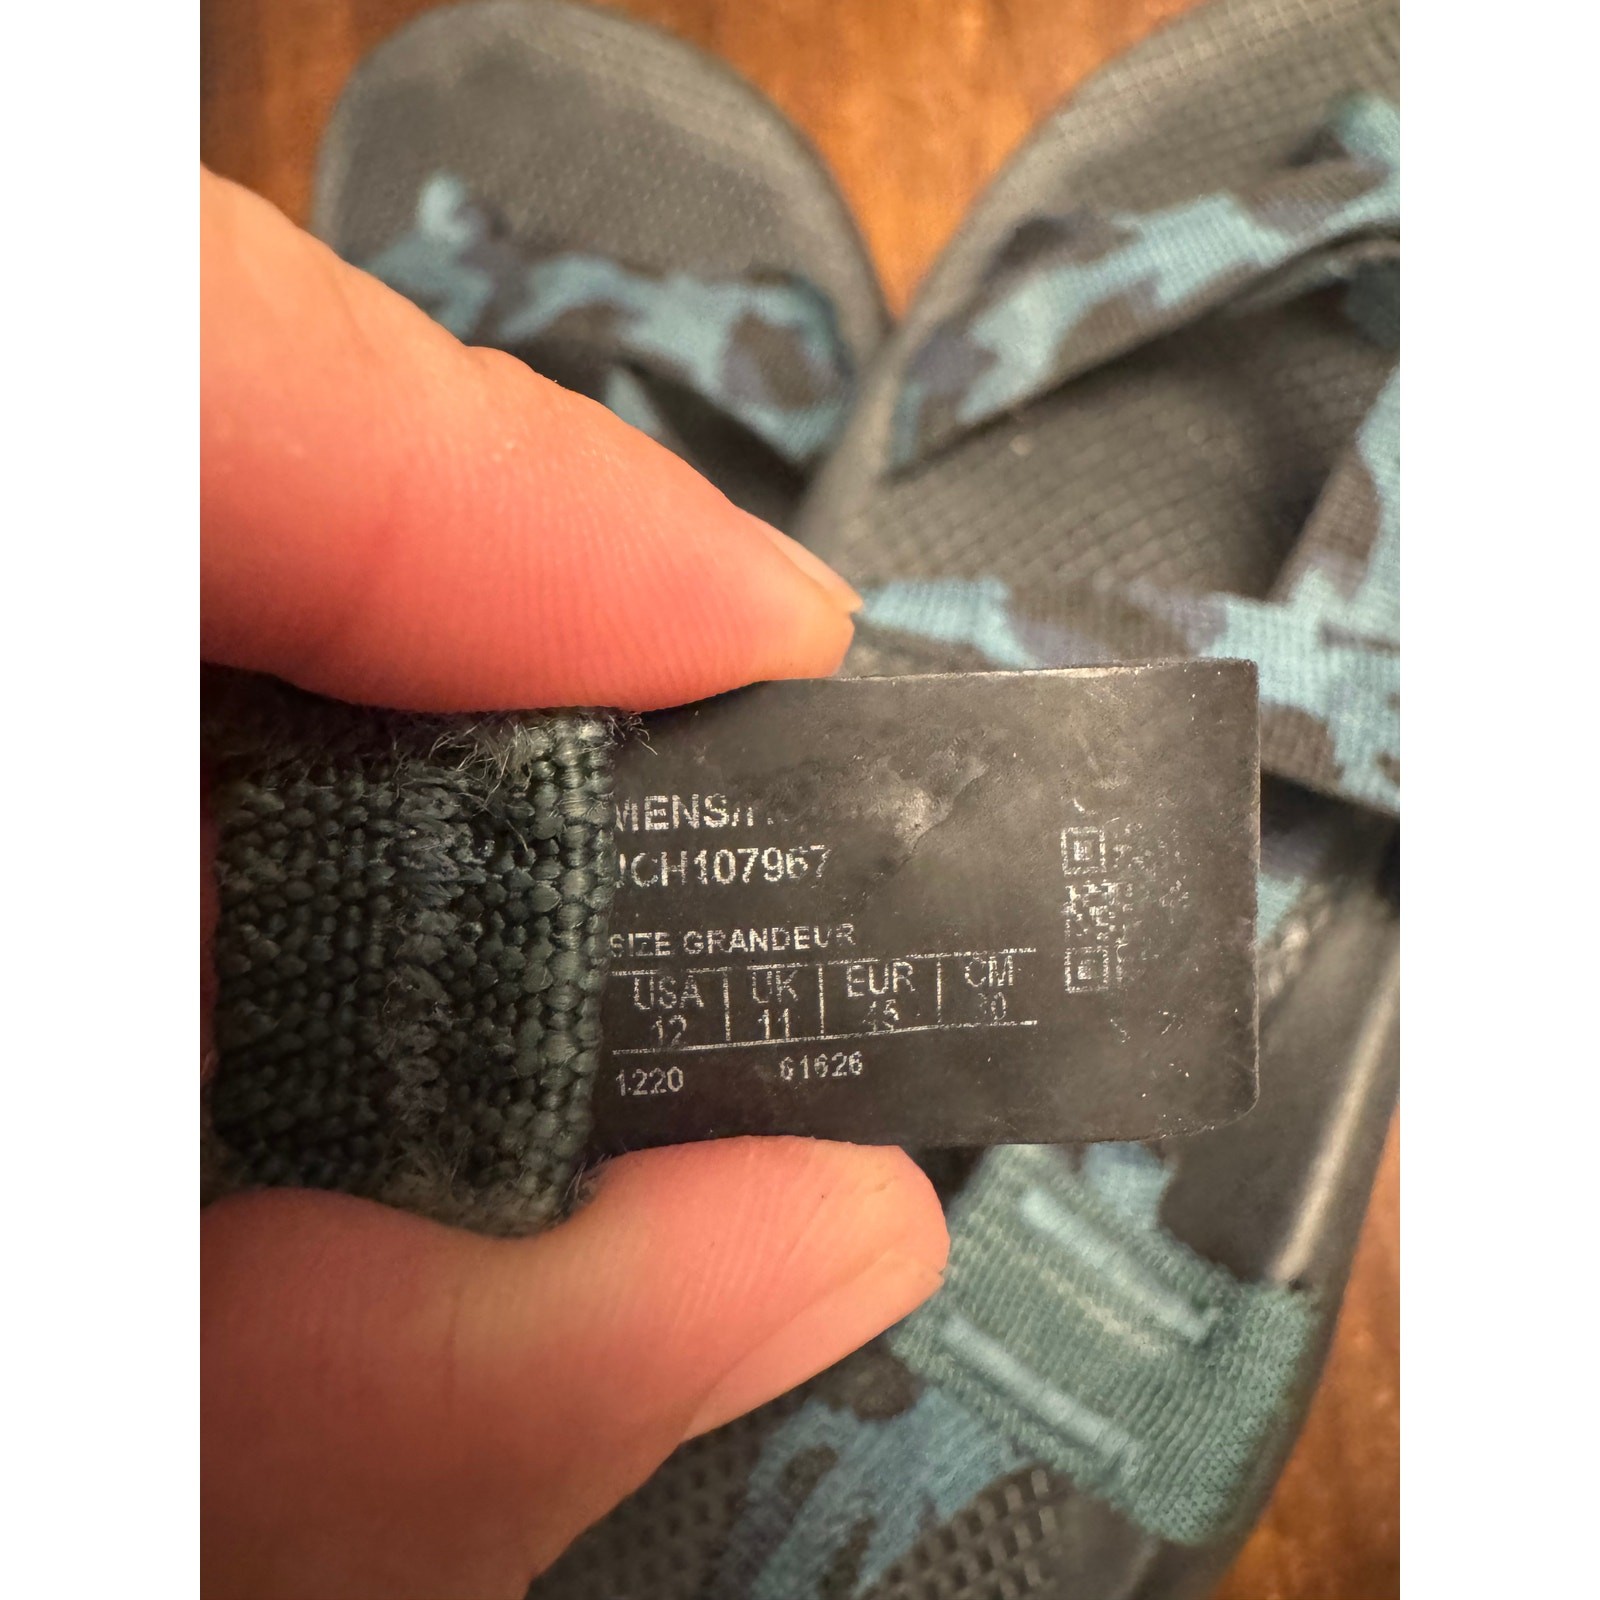 MENS/
JCH107967
SIZE GRANDEUR
USA UK EUR CM
12 11 45 30
1220 61626